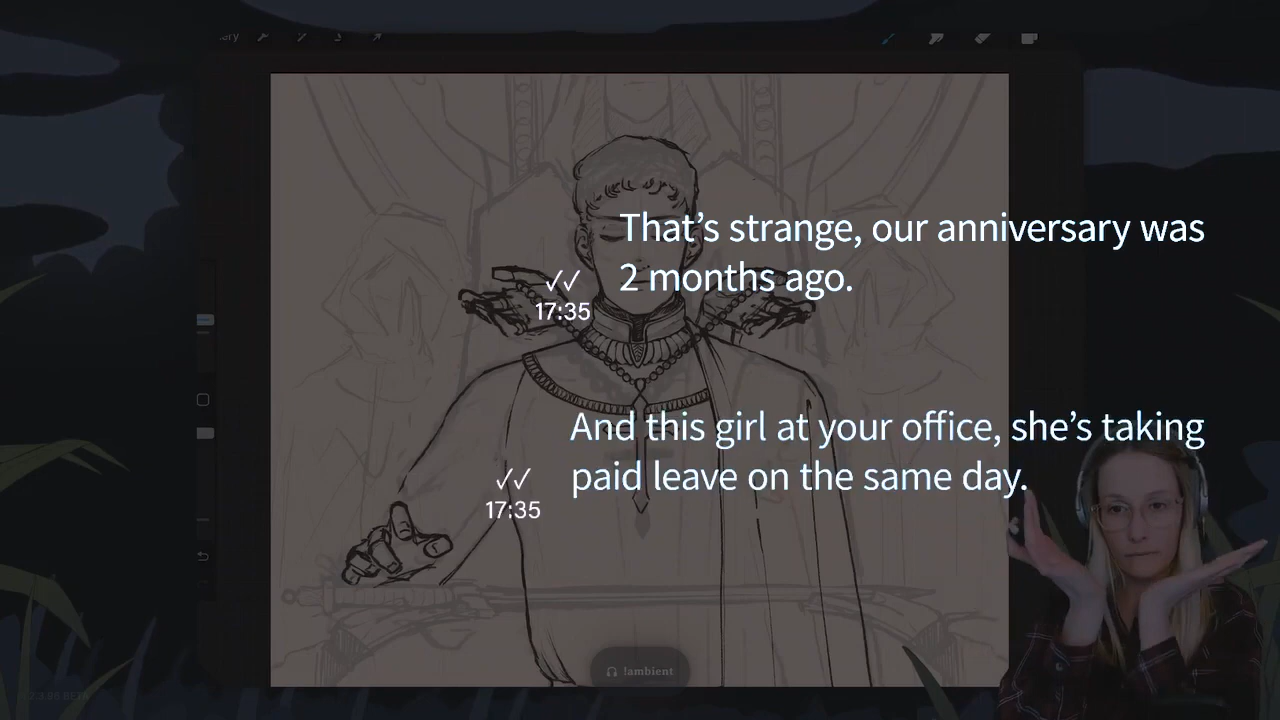 That’s strange, our anniversary was
2 months ago.
✓✓
17:35
And this girl at your office, she’s taking
paid leave on the same day.
✓✓
17:35
!ambient